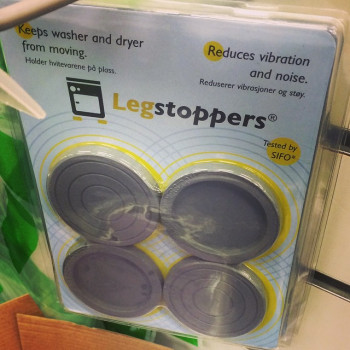 Keeps washer and dryer
from moving.
Holder hvitevarene på plass.
Reduces vibration
and noise.
Reduserer vibrasjoner og støy.
Legstoppers®
Tested by
SIFO*